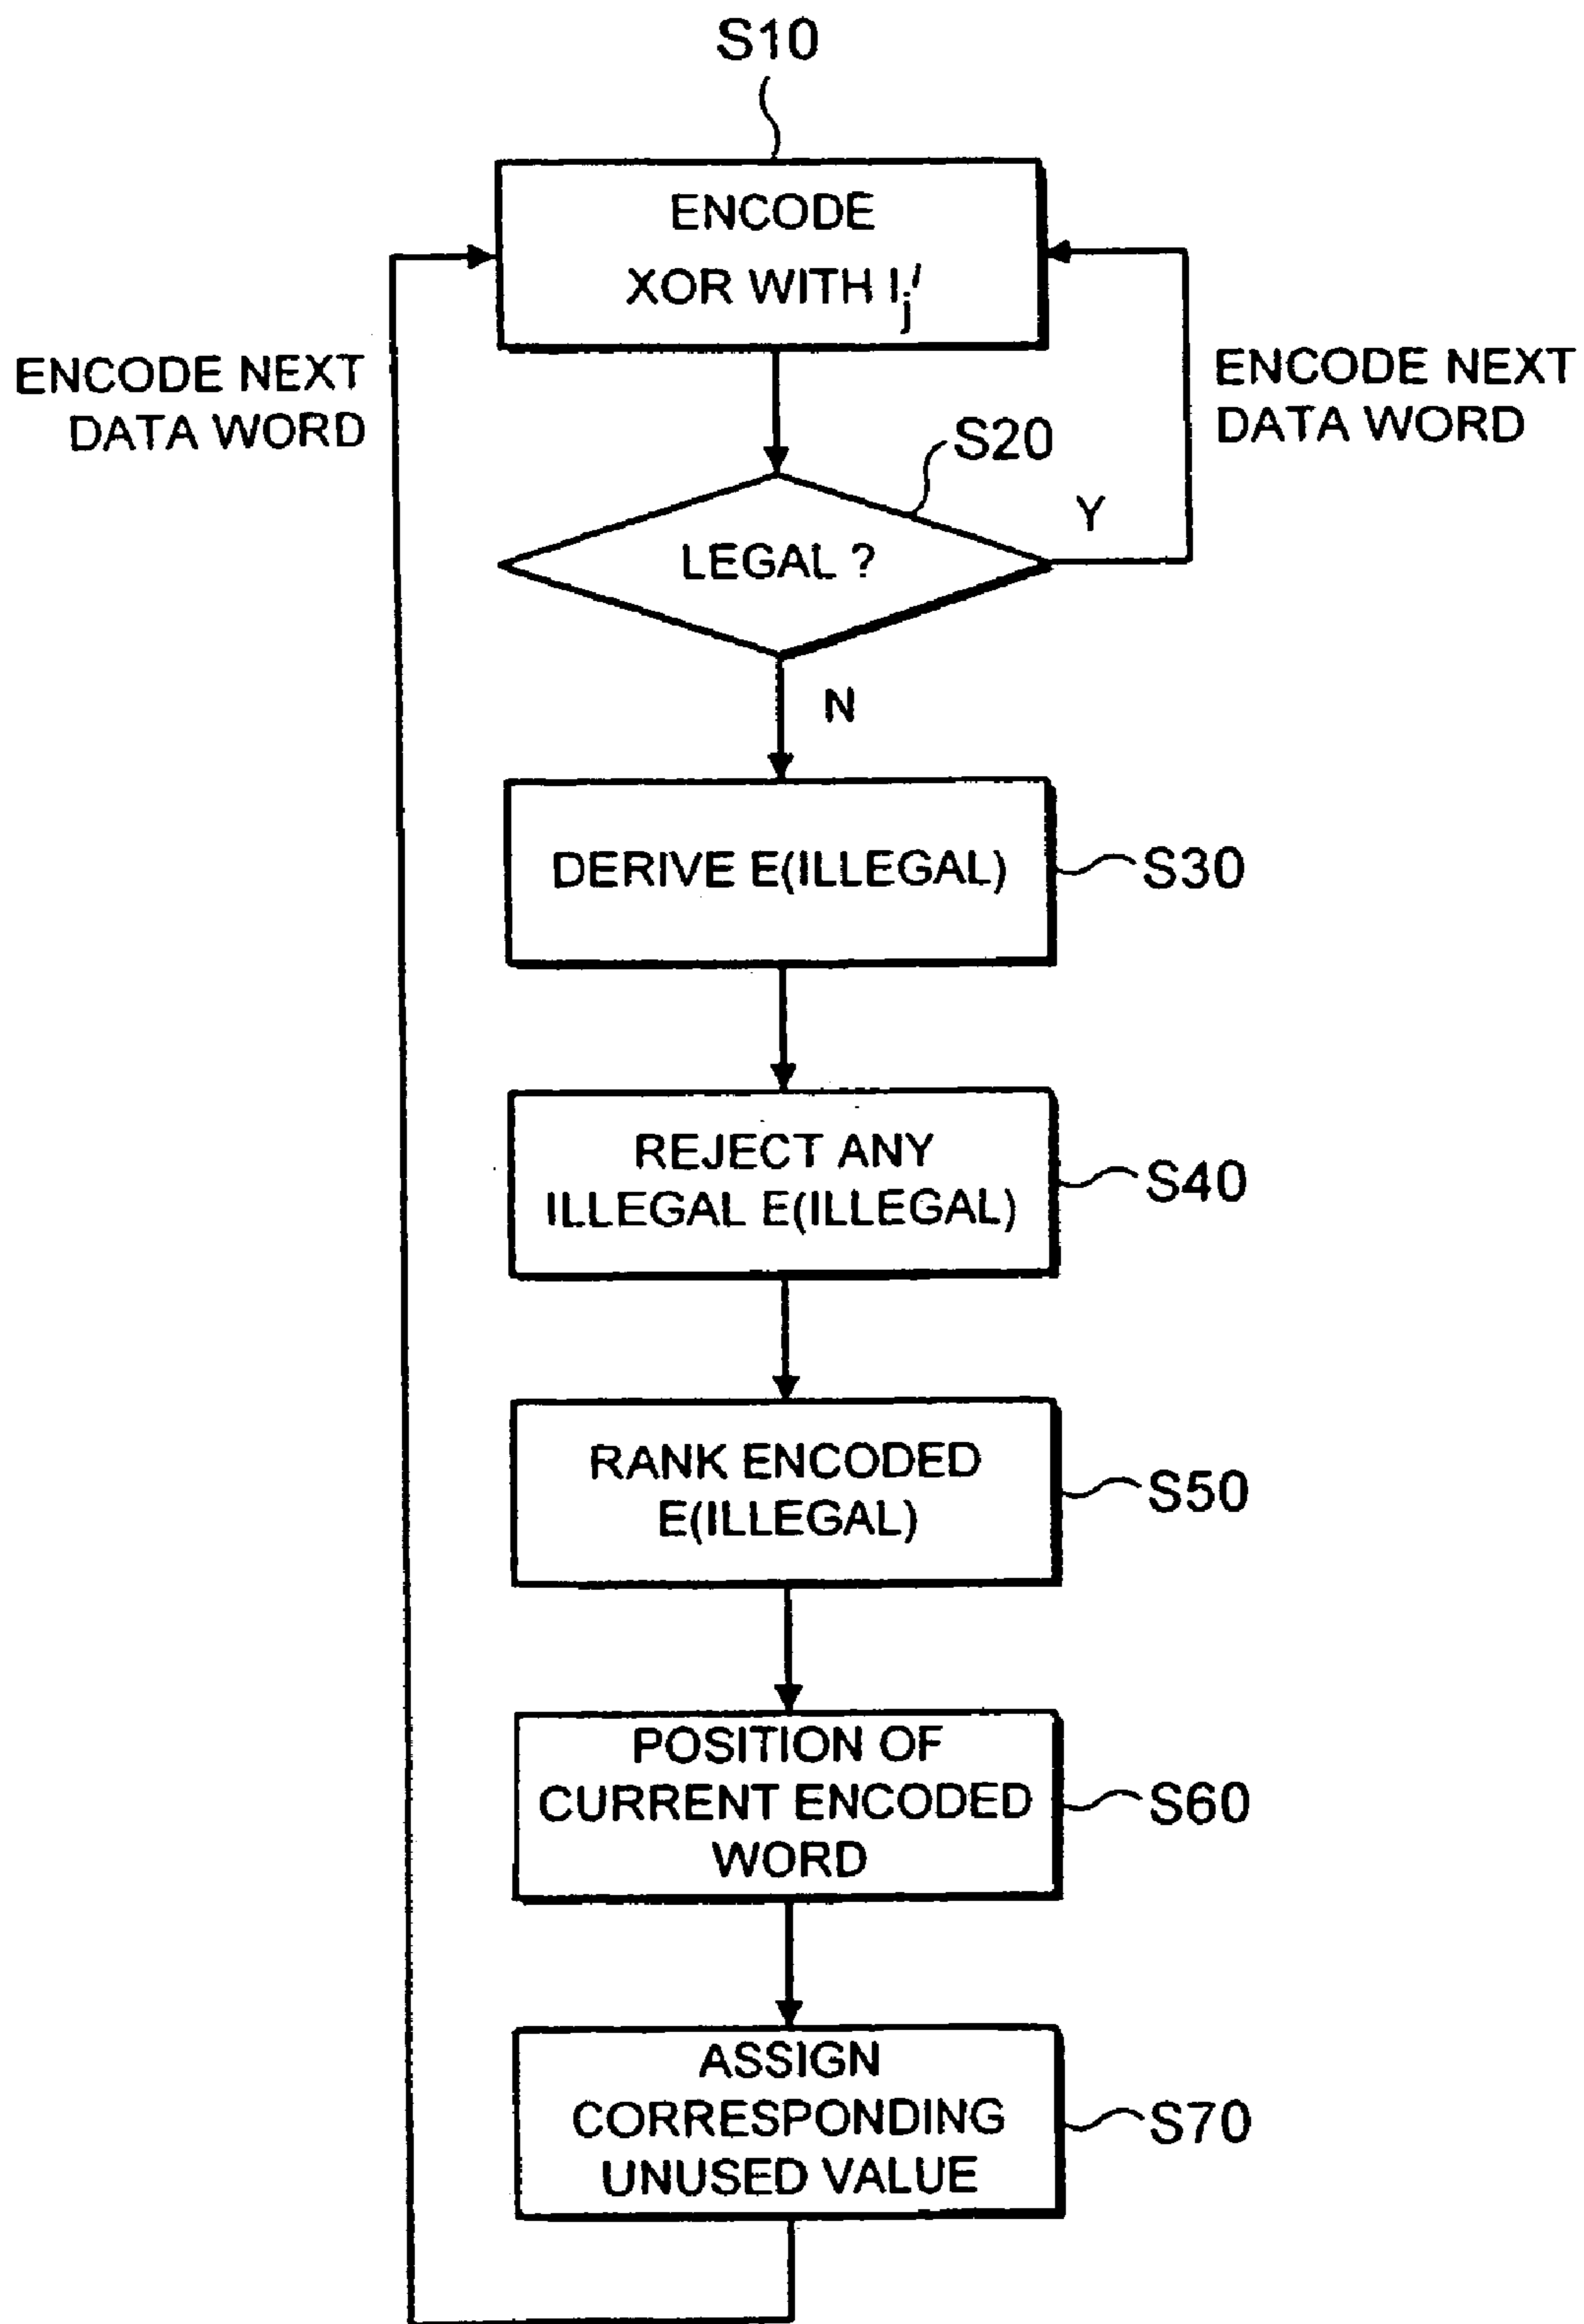 S10
ENCODE
XOR WITH I'j
ENCODE NEXT
DATA WORD
ENCODE NEXT
DATA WORD
S20
LEGAL ?
Y
N
DERIVE E(ILLEGAL)
S30
REJECT ANY
ILLEGAL E(ILLEGAL)
S40
RANK ENCODED
E(ILLEGAL)
S50
POSITION OF
CURRENT ENCODED
WORD
S60
ASSIGN
CORRESPONDING
UNUSED VALUE
S70